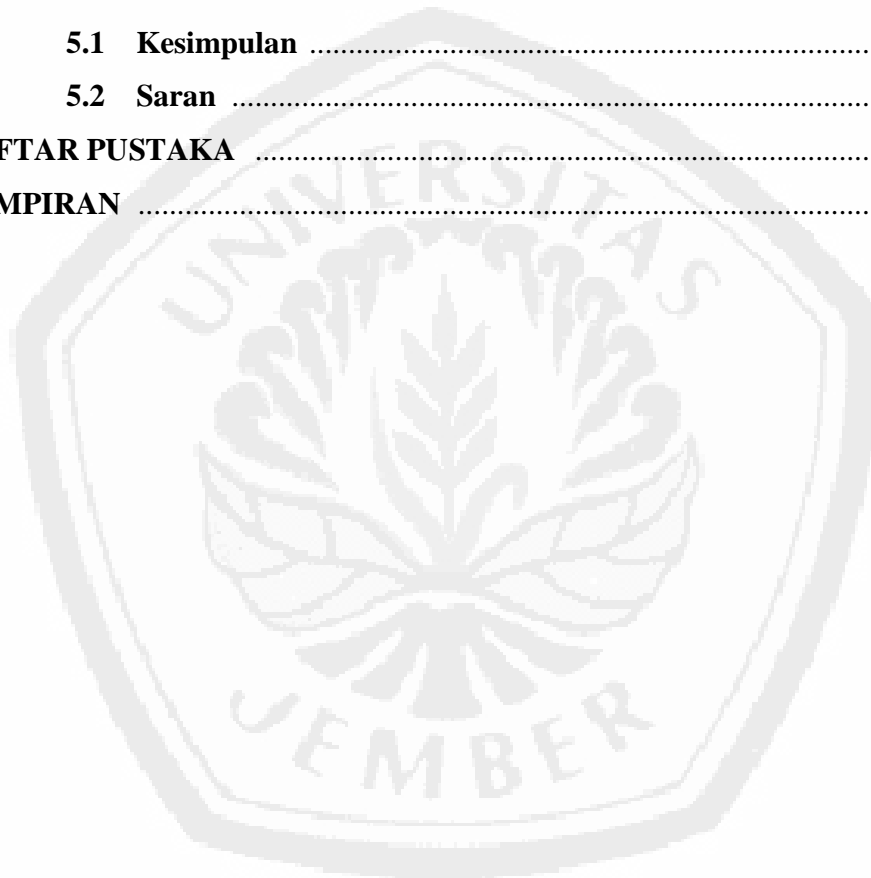 5.1 Kesimpulan ..........................................................................
5.2 Saran ..........................................................................
FTAR PUSTAKA ..........................................................................
MPIRAN ..........................................................................
UNIVERSITAS
JEMBER